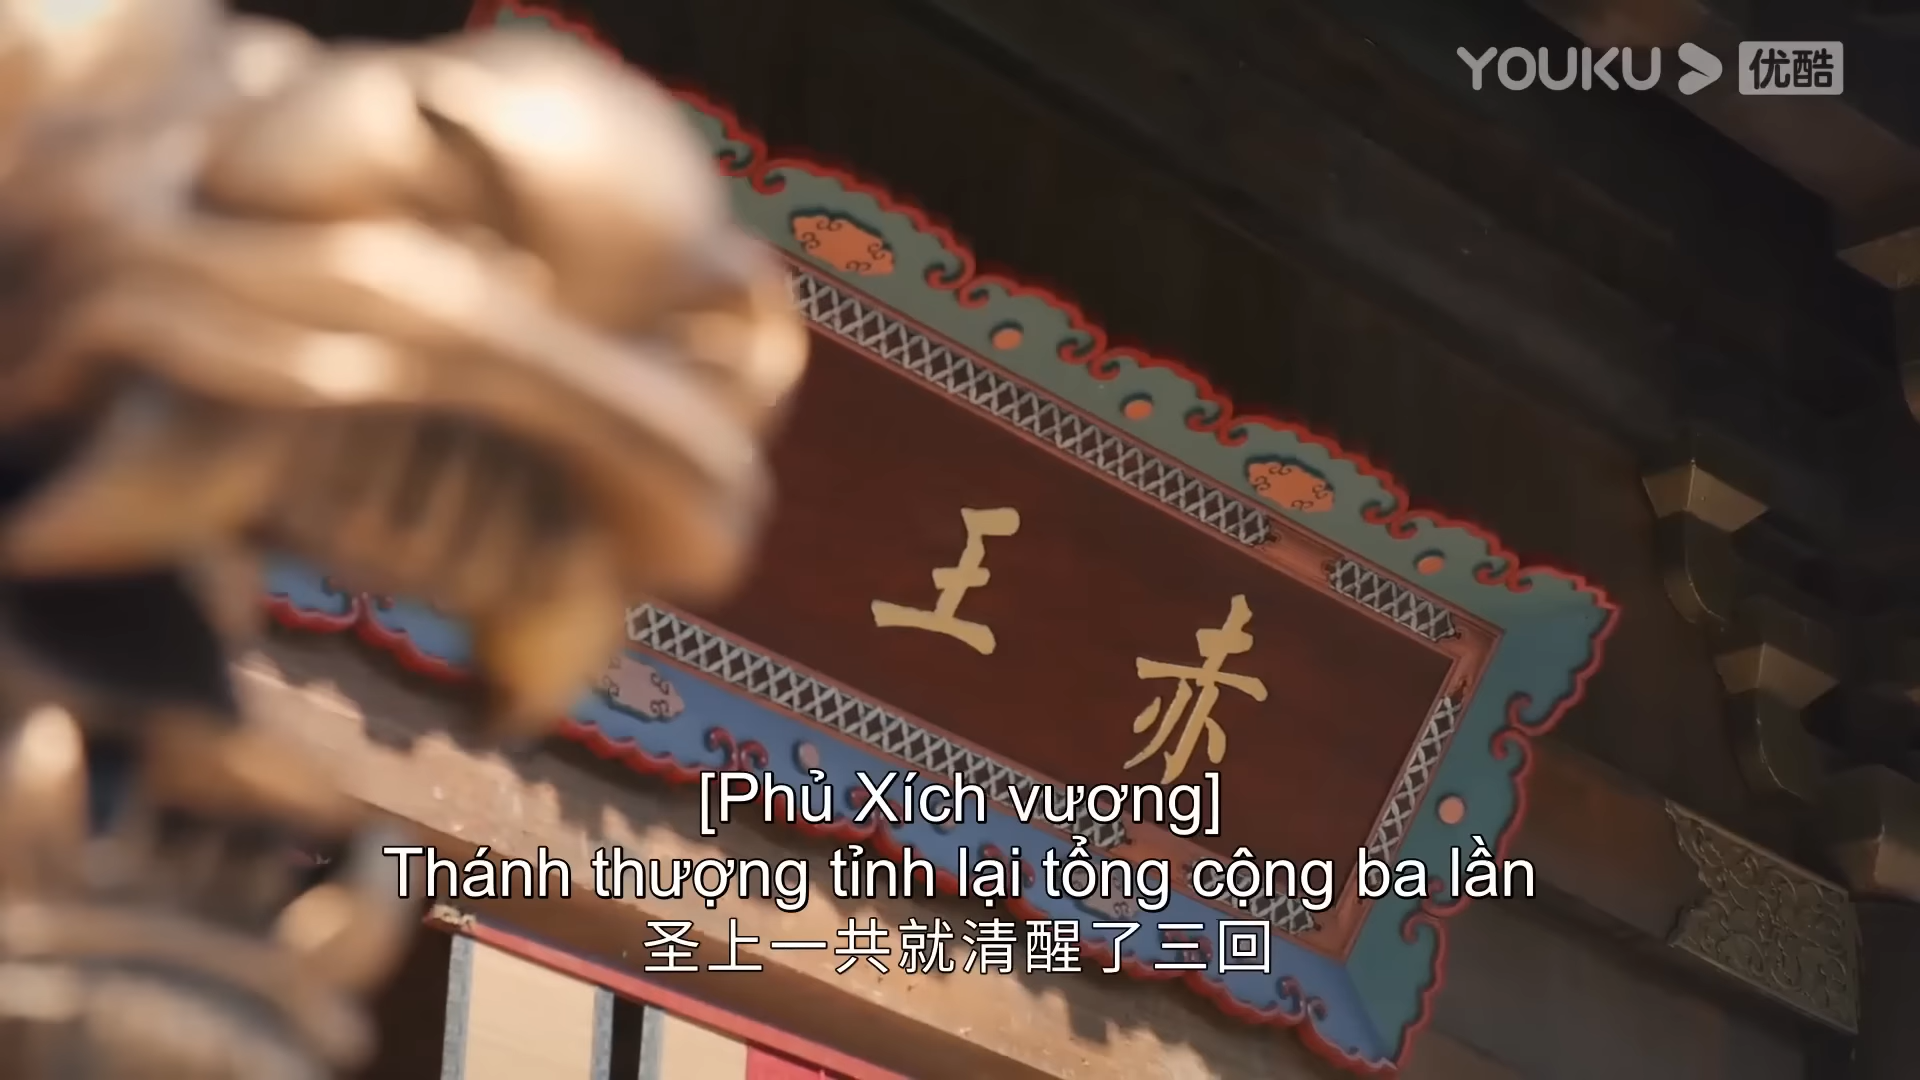 YOUKU 优酷
赤王
[Phủ Xích vương]
Thánh thượng tỉnh lại tổng cộng ba lần
圣上一共就清醒了三回